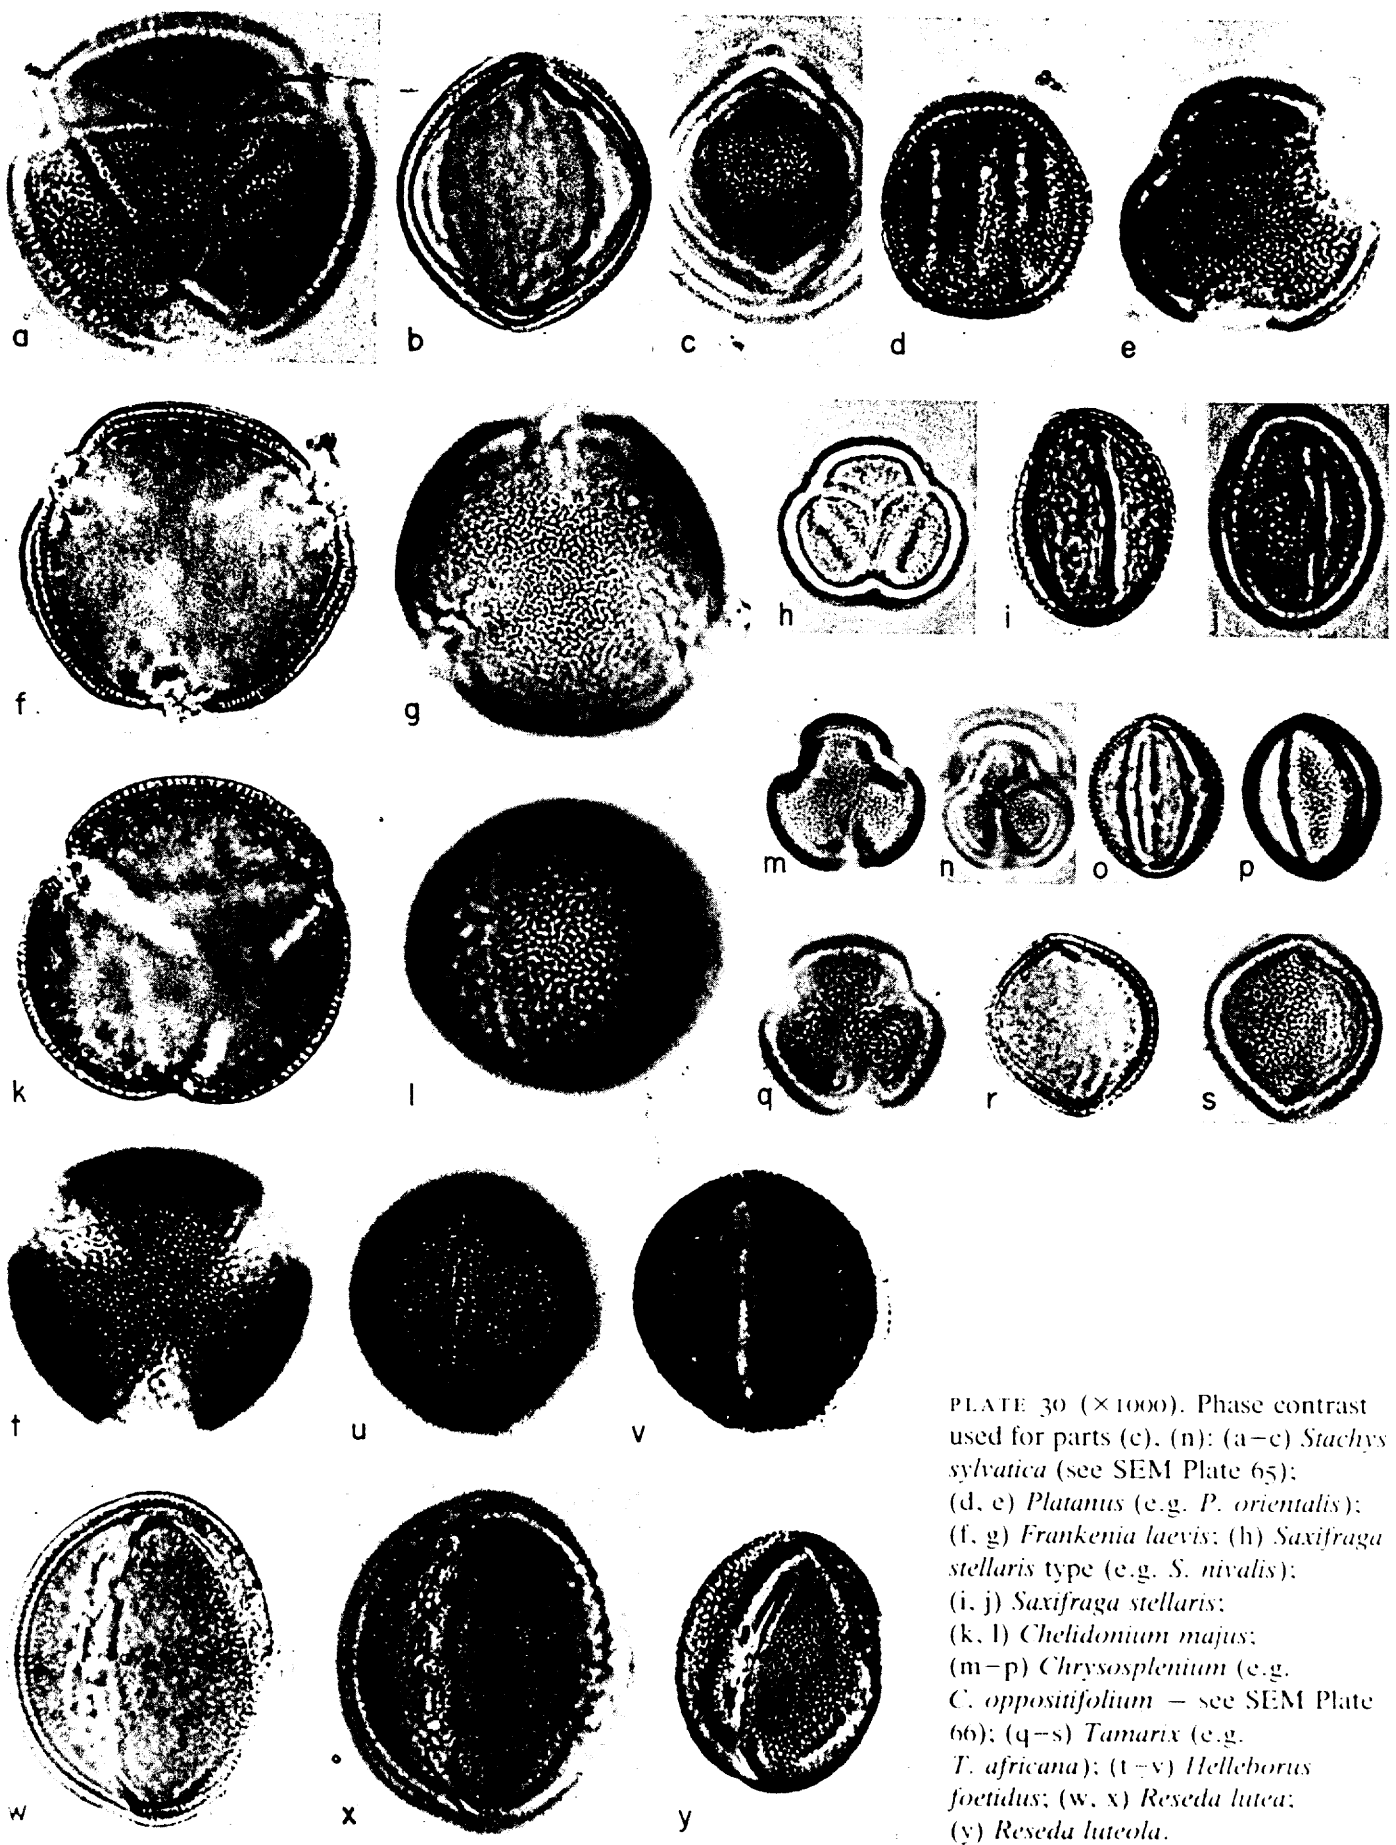 a
b
c
d
e
f
g
h
i
k
l
m
n
o
p
q
r
s
t
u
v
w
x
y
PLATE 30 (×1000). Phase contrast
used for parts (c), (n): (a–c) Stachys
sylvatica (see SEM Plate 65);
(d, e) Platanus (e.g. P. orientalis);
(f, g) Frankenia laevis; (h) Saxifraga
stellaris type (e.g. S. nivalis);
(i, j) Saxifraga stellaris;
(k, l) Chelidonium majus;
(m–p) Chrysosplenium (e.g.
C. oppositifolium – see SEM Plate
66); (q–s) Tamarix (e.g.
T. africana); (t–v) Helleborus
foetidus; (w, x) Reseda lutea;
(y) Reseda luteola.